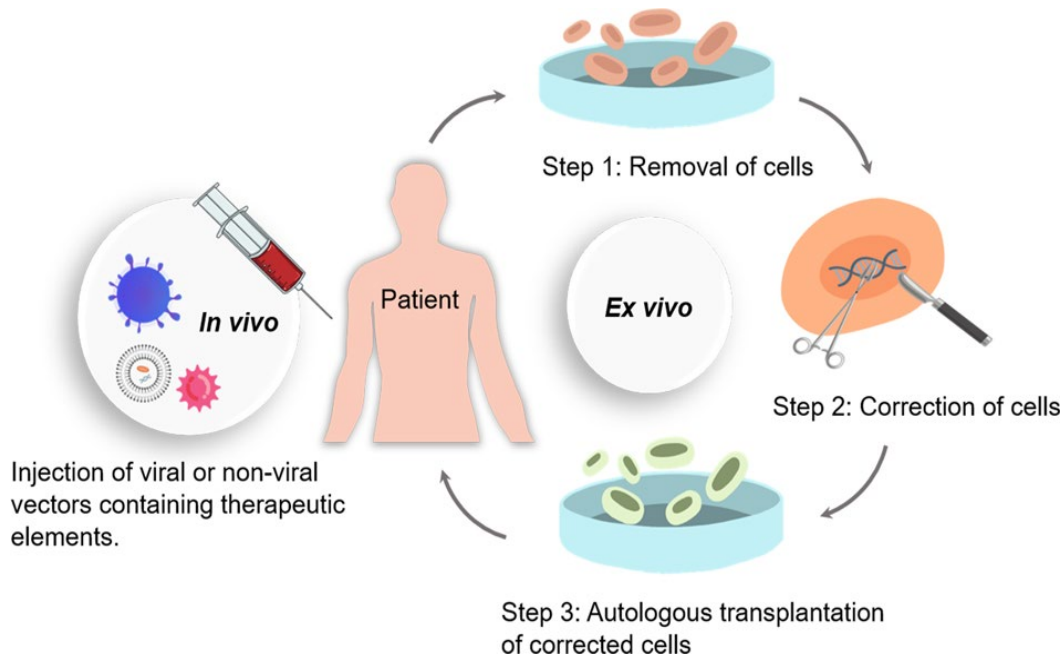 Step 1: Removal of cells
Patient
In vivo
Ex vivo
Step 2: Correction of cells
Injection of viral or non-viral
vectors containing therapeutic
elements.
Step 3: Autologous transplantation
of corrected cells